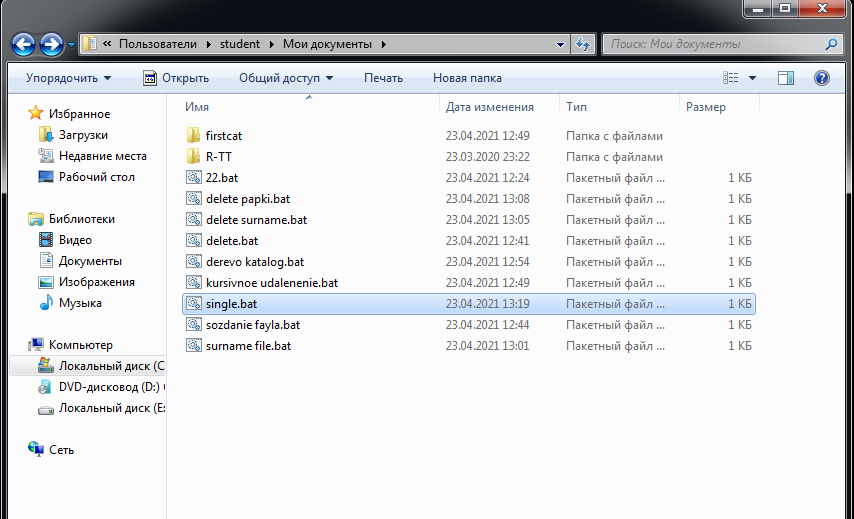 « Пользователи ▸ student ▸ Мои документы ▸ Поиск: Мои документы
Упорядочить Открыть Общий доступ Печать Новая папка
Избранное
Загрузки
Недавние места
Рабочий стол
Библиотеки
Видео
Документы
Изображения
Музыка
Компьютер
Локальный диск (C
DVD-дисковод (D:)
Локальный диск (E:
Сеть
Имя Дата изменения Тип Размер
firstcat 23.04.2021 12:49 Папка с файлами
R-TT 23.03.2020 23:22 Папка с файлами
22.bat 23.04.2021 12:24 Пакетный файл ... 1 КБ
delete papki.bat 23.04.2021 13:08 Пакетный файл ... 1 КБ
delete surname.bat 23.04.2021 13:05 Пакетный файл ... 1 КБ
delete.bat 23.04.2021 12:41 Пакетный файл ... 1 КБ
derevo katalog.bat 23.04.2021 12:54 Пакетный файл ... 1 КБ
kursivnoe udalenenie.bat 23.04.2021 12:49 Пакетный файл ... 1 КБ
single.bat 23.04.2021 13:19 Пакетный файл ... 1 КБ
sozdanie fayla.bat 23.04.2021 12:44 Пакетный файл ... 1 КБ
surname file.bat 23.04.2021 13:01 Пакетный файл ... 1 КБ